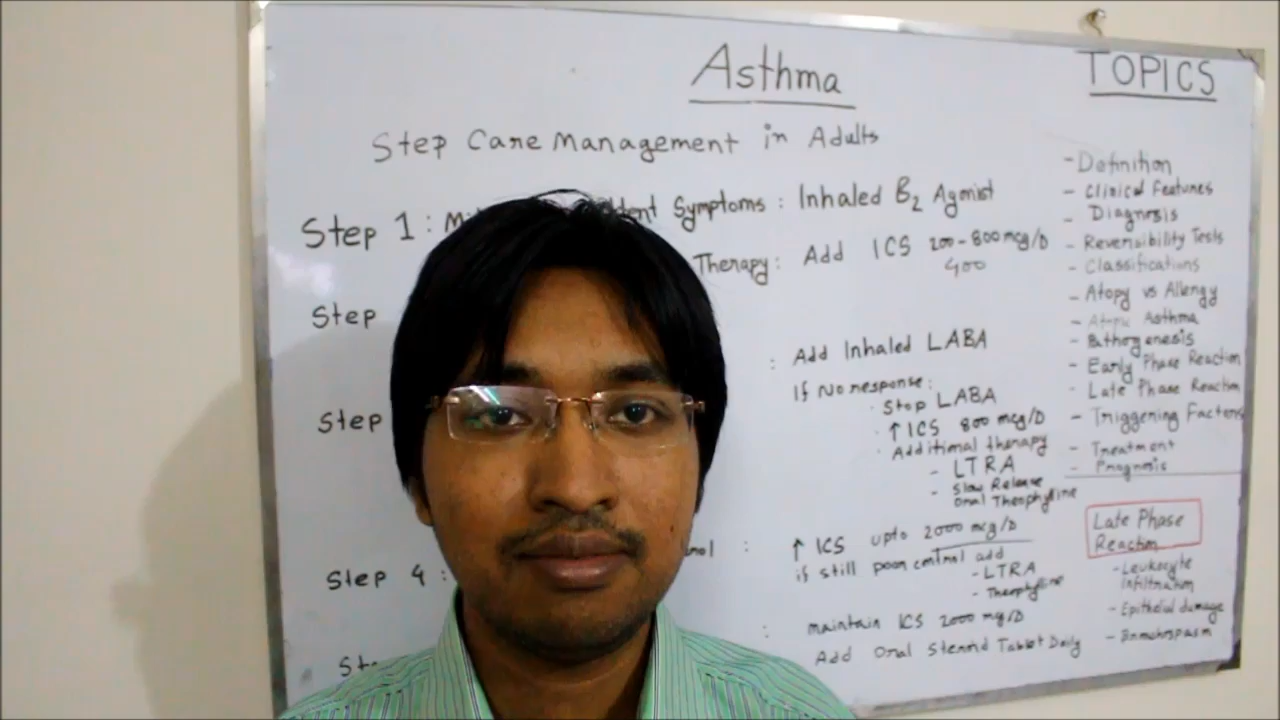 Asthma
Step Care Management in Adults
Step 1: Symptoms: Inhaled B2 Agonist
Therapy: Add ICS 200-800 mcg/D
400
Step
: Add Inhaled LABA
If No response:
Step
· Stop LABA
· ↑ ICS 800 mcg/D
· Additional therapy
- LTRA
- Slow Release
Oral Theophylline
Step 4: : ↑ ICS upto 2000 mcg/D
if still poor control add
- LTRA
- Theophylline
: maintain ICS 2000 mg/D
Add Oral Steroid Tablet Daily
TOPICS
- Definition
- Clinical Features
- Diagnosis
- Reversibility Tests
- Classifications
- Atopy vs Allergy
- Atopic Asthma
- Pathogenesis
- Early Phase Reaction
- Late Phase Reaction
- Triggering Factors
- Treatment
- Prognosis
Late Phase
Reaction
- Leukocyte
Infiltration
- Epithelial damage
- Bronchospasm